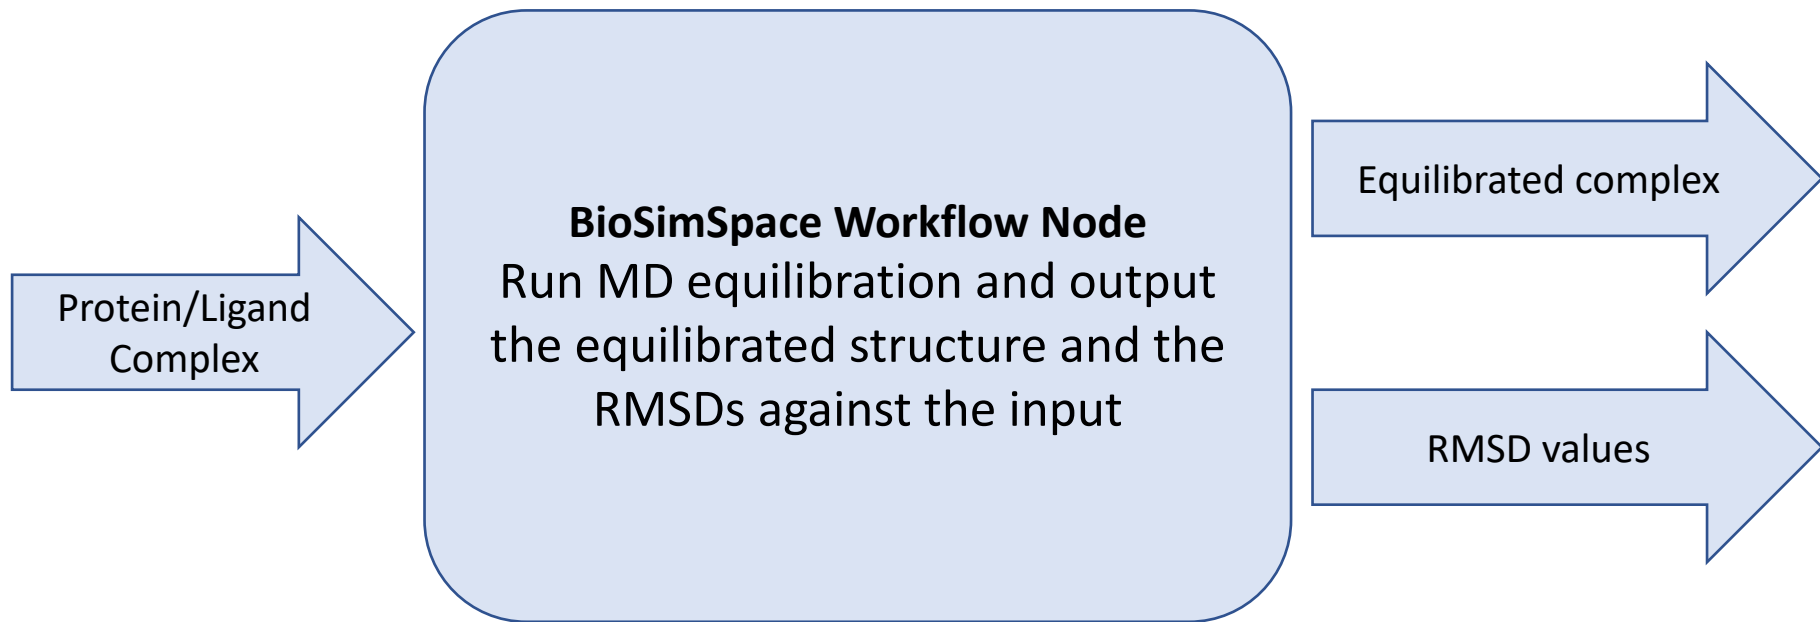 Protein/Ligand
Complex
BioSimSpace Workflow Node
Run MD equilibration and output
the equilibrated structure and the
RMSDs against the input
Equilibrated complex
RMSD values